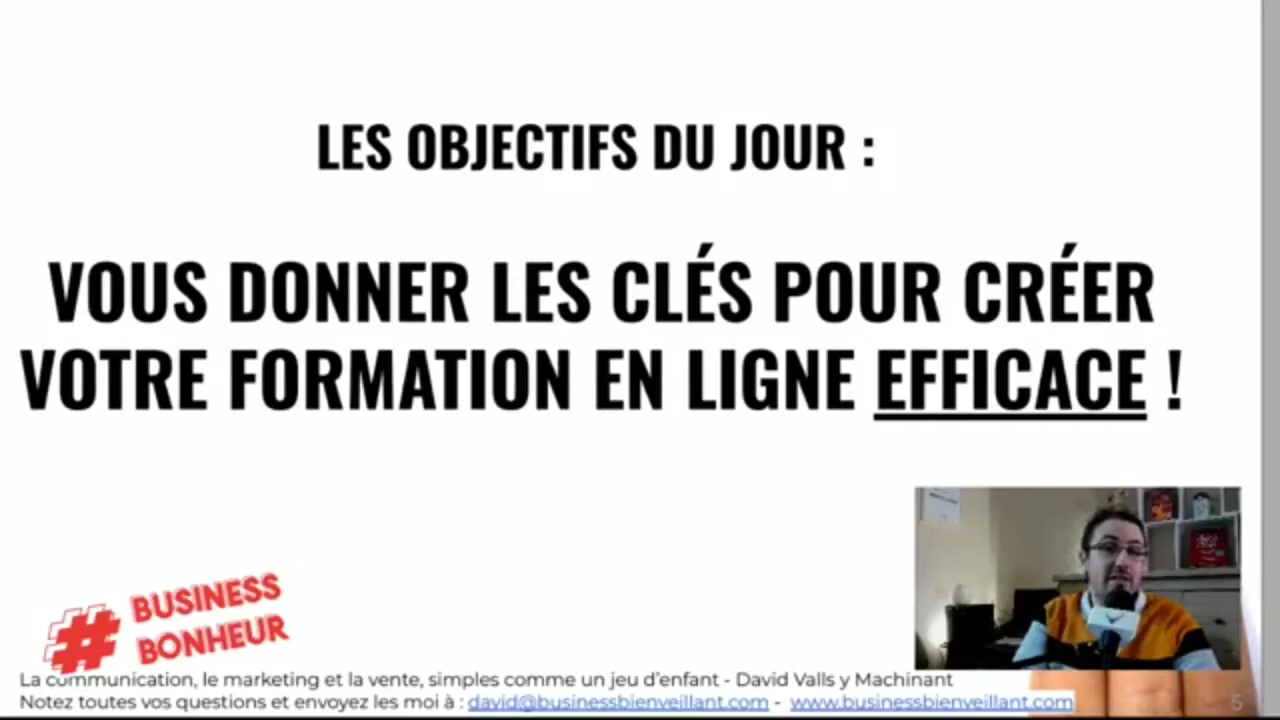 LES OBJECTIFS DU JOUR :
VOUS DONNER LES CLÉS POUR CRÉER
VOTRE FORMATION EN LIGNE EFFICACE !
# BUSINESS
BONHEUR
La communication, le marketing et la vente, simples comme un jeu d'enfant - David Valls y Machinant
Notez toutes vos questions et envoyez les moi à : david@businessbienveillant.com - www.businessbienveillant.com
5